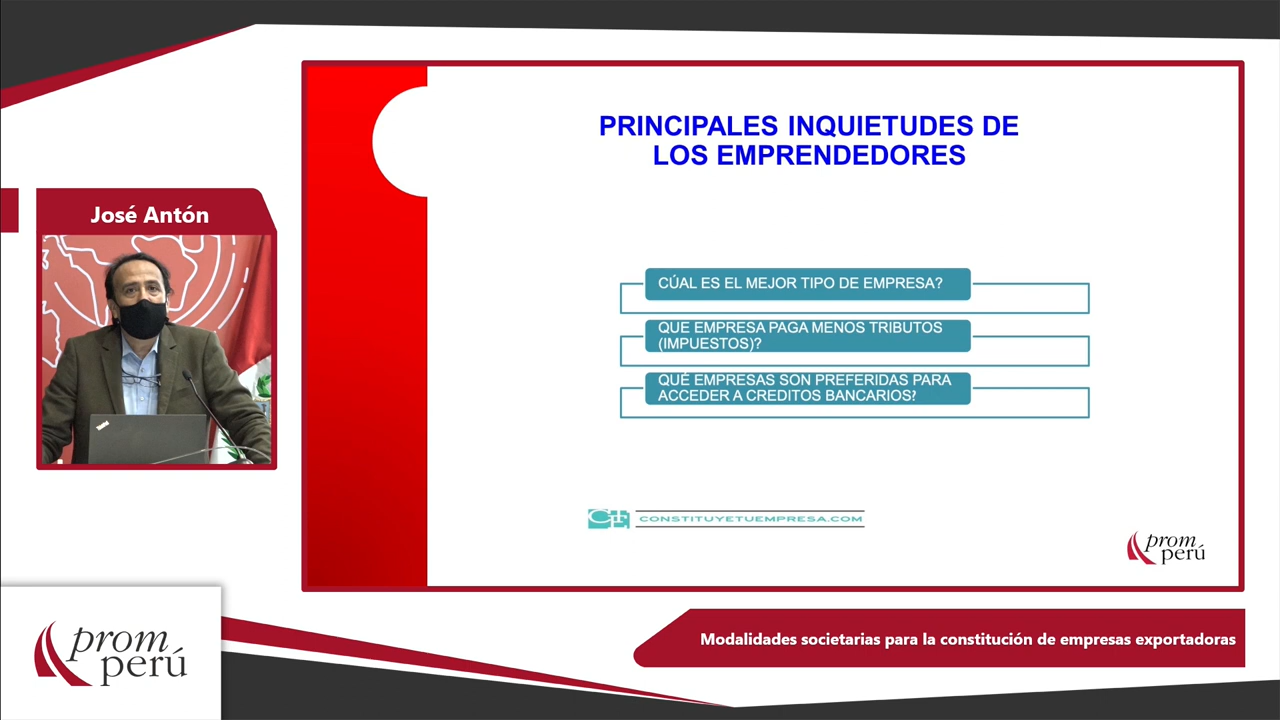 José Antón
PRINCIPALES INQUIETUDES DE
LOS EMPRENDEDORES
CÚAL ES EL MEJOR TIPO DE EMPRESA?
QUE EMPRESA PAGA MENOS TRIBUTOS
(IMPUESTOS)?
QUÉ EMPRESAS SON PREFERIDAS PARA
ACCEDER A CREDITOS BANCARIOS?
CTE CONSTITUYETUEMPRESA.COM
prom
perú
Modalidades societarias para la constitución de empresas exportadoras
prom
perú